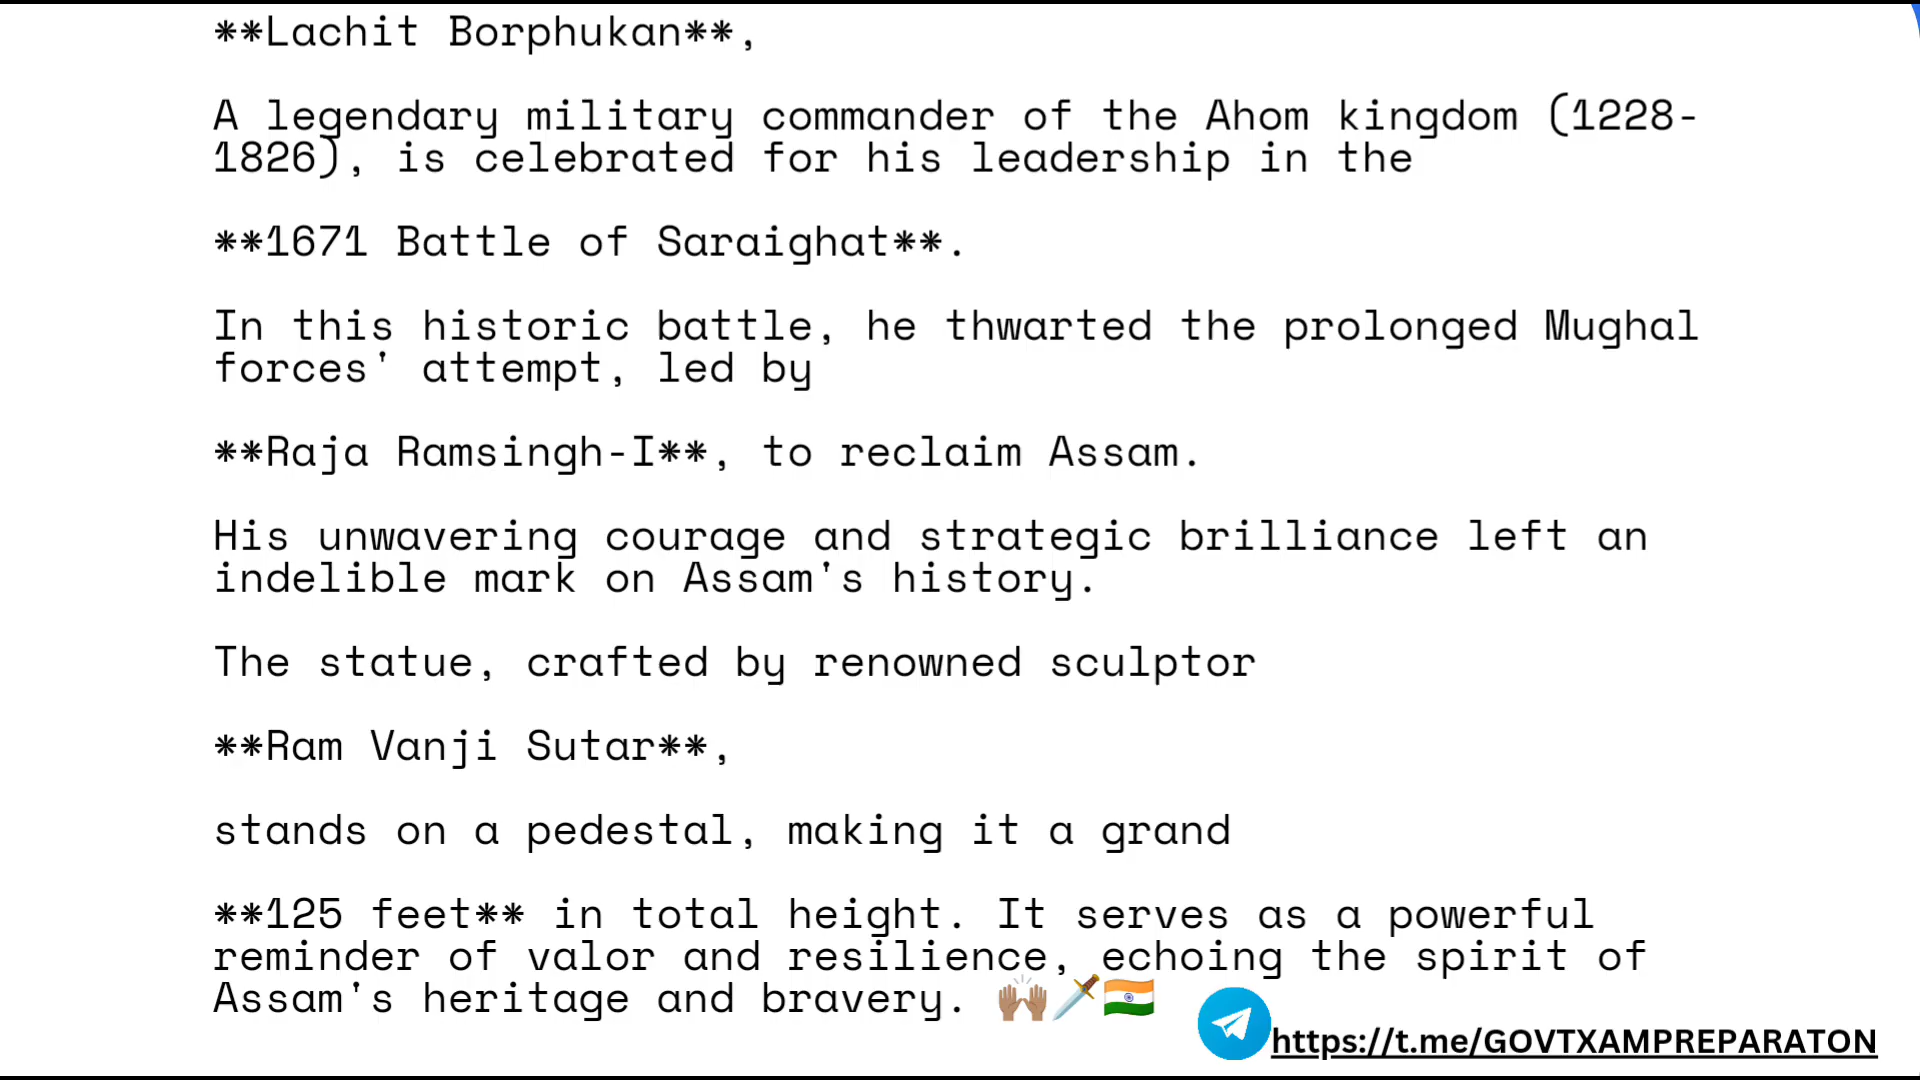 **Lachit Borphukan**,
A legendary military commander of the Ahom kingdom (1228-
1826), is celebrated for his leadership in the
**1671 Battle of Saraighat**.
In this historic battle, he thwarted the prolonged Mughal
forces' attempt, led by
**Raja Ramsingh-I**, to reclaim Assam.
His unwavering courage and strategic brilliance left an
indelible mark on Assam's history.
The statue, crafted by renowned sculptor
**Ram Vanji Sutar**,
stands on a pedestal, making it a grand
**125 feet** in total height. It serves as a powerful
reminder of valor and resilience, echoing the spirit of
Assam's heritage and bravery. 🙌🏽🗡️🇮🇳
https://t.me/GOVTXAMPREPARATON